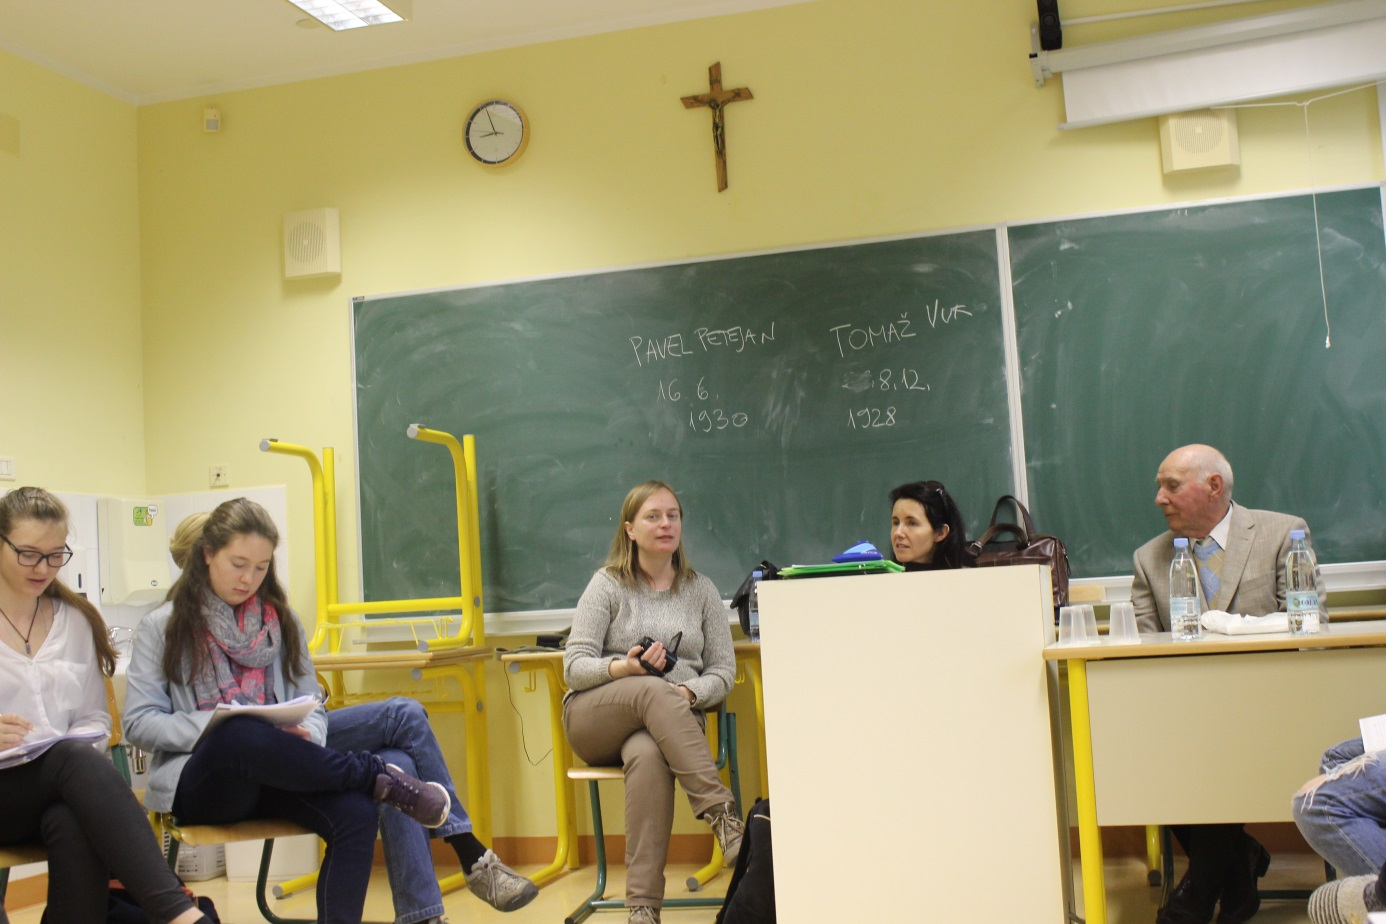 PAVEL PETEJAN
16. 6.
1930
TOMAŽ VUK
8.12.
1928